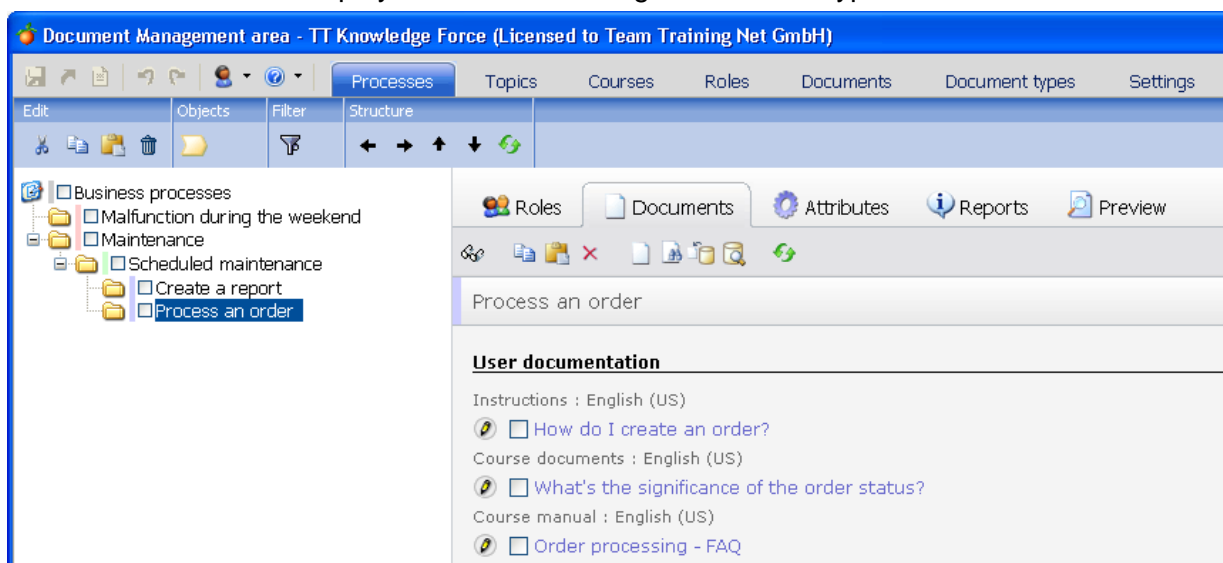 Document Management area - TT Knowledge Force (Licensed to Team Training Net GmbH)
Processes Topics Courses Roles Documents Document types Settings
Edit Objects Filter Structure
Business processes
Malfunction during the weekend
Maintenance
Scheduled maintenance
Create a report
Process an order
Roles Documents Attributes Reports Preview
Process an order
User documentation
Instructions : English (US)
How do I create an order?
Course documents : English (US)
What's the significance of the order status?
Course manual : English (US)
Order processing - FAQ